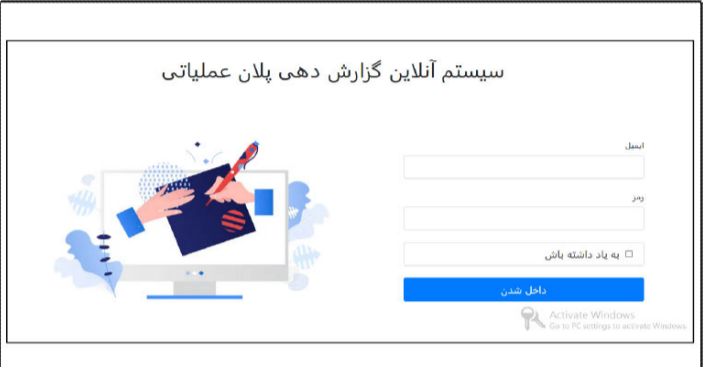 سیستم آنلاین گزارش دهی پلان عملیاتی
ایمیل
رمز
به یاد داشته باش
داخل شدن
Activate Windows
Go to PC settings to activate Windows.